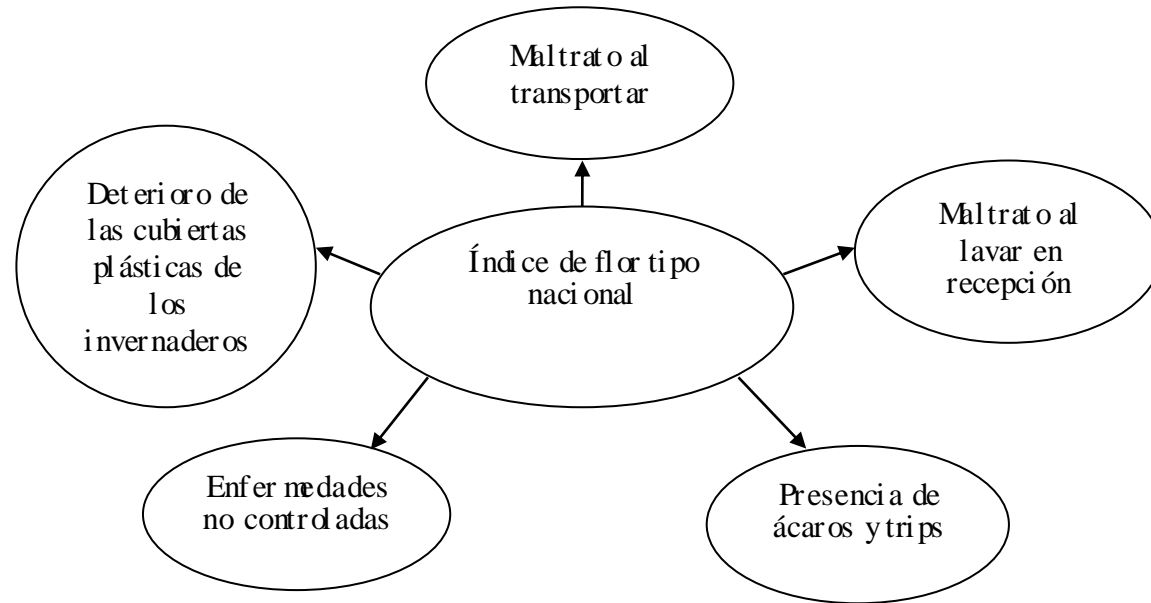 Maltrato al
transportar
Deterioro de
las cubiertas
plásticas de
los
invernaderos
Índice de flor tipo
nacional
Maltrato al
lavar en
recepción
Enfermedades
no controladas
Presencia de
ácaros y trips